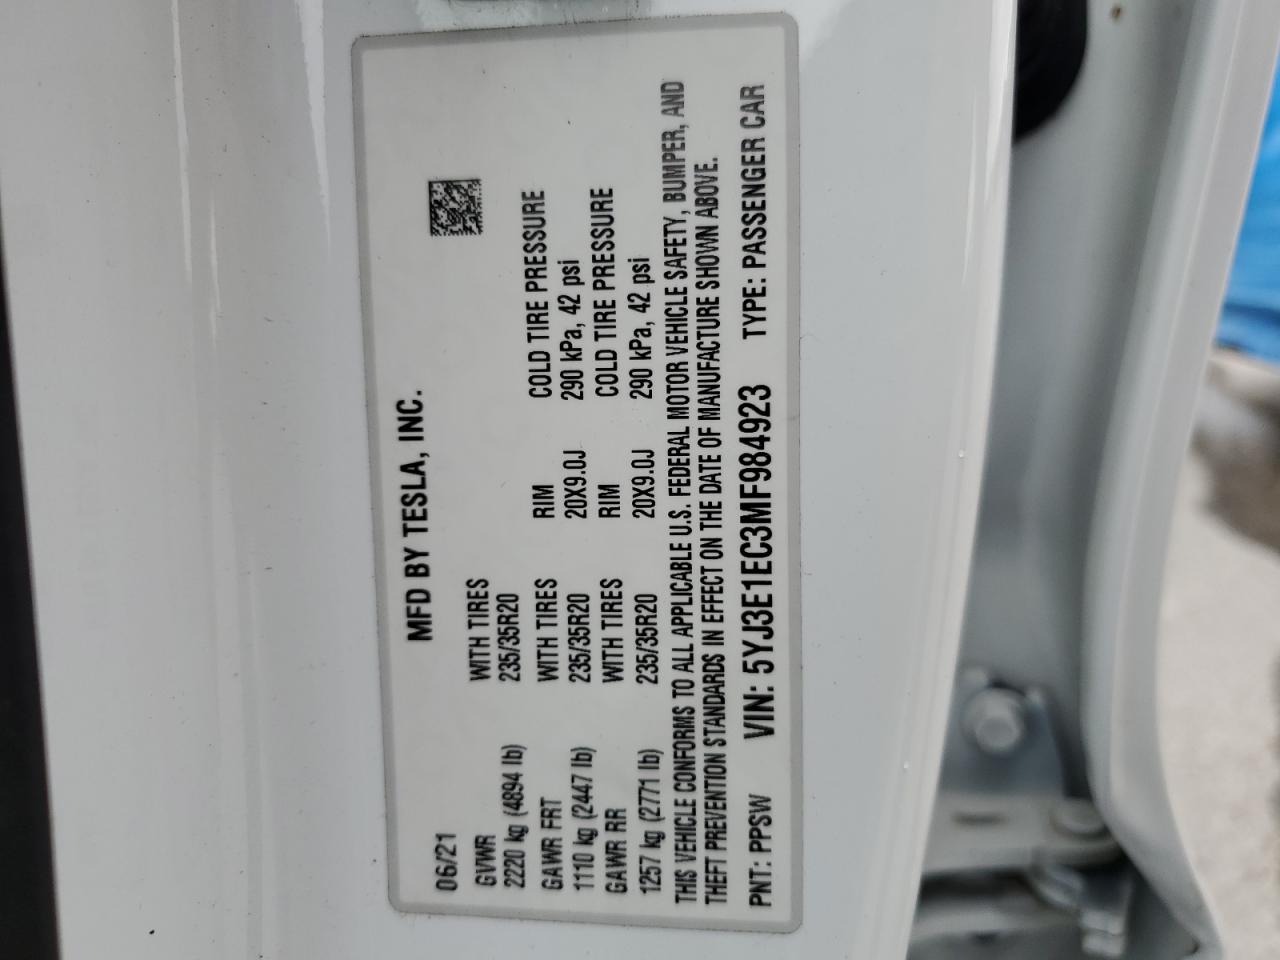 MFD BY TESLA, INC.
06/21
GVWR WITH TIRES
2220 kg (4894 lb) 235/35R20
GAWR FRT WITH TIRES RIM COLD TIRE PRESSURE
1110 kg (2447 lb) 235/35R20 20X9.0J 290 kPa, 42 psi
GAWR RR WITH TIRES RIM COLD TIRE PRESSURE
1257 kg (2771 lb) 235/35R20 20X9.0J 290 kPa, 42 psi
THIS VEHICLE CONFORMS TO ALL APPLICABLE U.S. FEDERAL MOTOR VEHICLE SAFETY, BUMPER, AND
THEFT PREVENTION STANDARDS IN EFFECT ON THE DATE OF MANUFACTURE SHOWN ABOVE.
PNT: PPSW VIN: 5YJ3E1EC3MF984923 TYPE: PASSENGER CAR